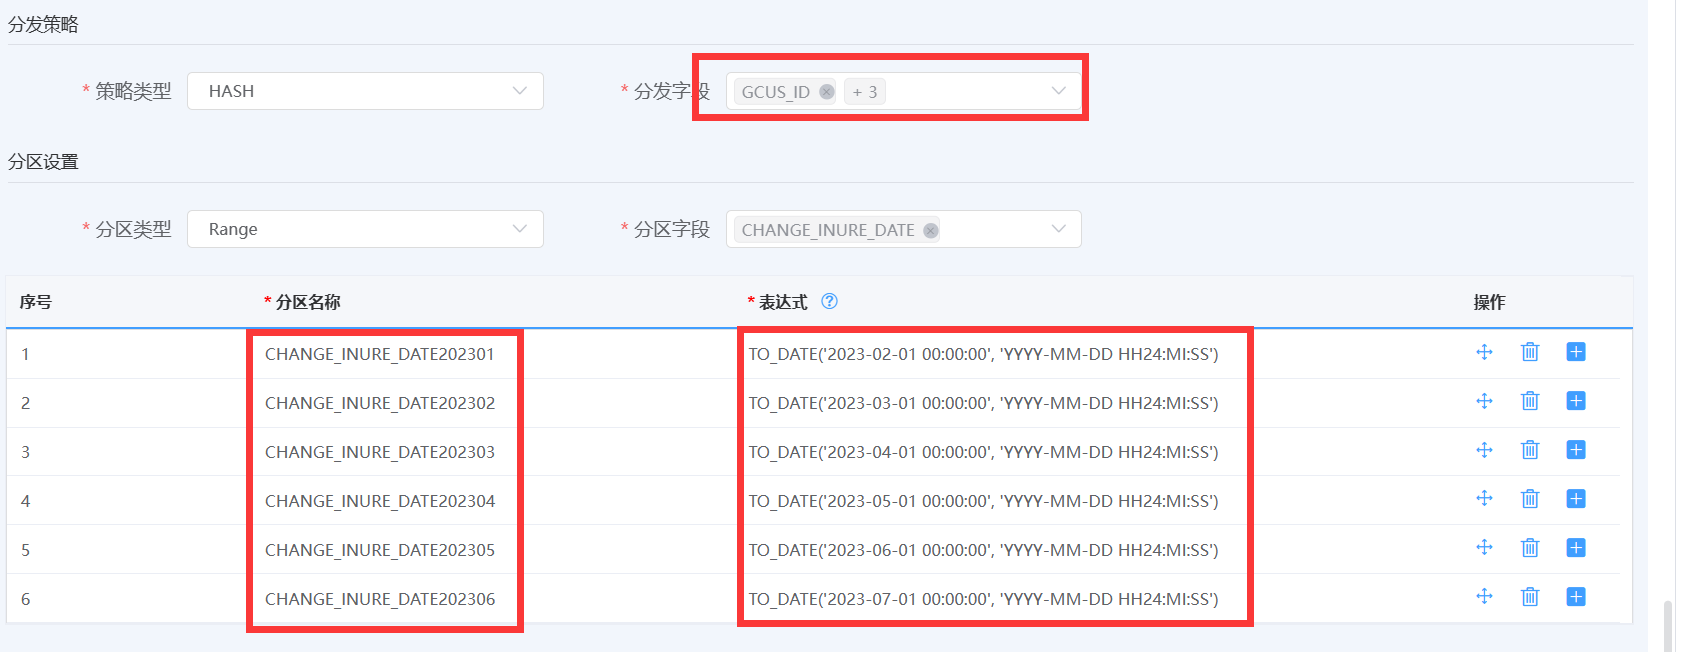 分发策略
* 策略类型 HASH * 分发字段 GCUS_ID + 3
分区设置
* 分区类型 Range * 分区字段 CHANGE_INURE_DATE
序号 * 分区名称 * 表达式 操作
1 CHANGE_INURE_DATE202301 TO_DATE('2023-02-01 00:00:00', 'YYYY-MM-DD HH24:MI:SS')
2 CHANGE_INURE_DATE202302 TO_DATE('2023-03-01 00:00:00', 'YYYY-MM-DD HH24:MI:SS')
3 CHANGE_INURE_DATE202303 TO_DATE('2023-04-01 00:00:00', 'YYYY-MM-DD HH24:MI:SS')
4 CHANGE_INURE_DATE202304 TO_DATE('2023-05-01 00:00:00', 'YYYY-MM-DD HH24:MI:SS')
5 CHANGE_INURE_DATE202305 TO_DATE('2023-06-01 00:00:00', 'YYYY-MM-DD HH24:MI:SS')
6 CHANGE_INURE_DATE202306 TO_DATE('2023-07-01 00:00:00', 'YYYY-MM-DD HH24:MI:SS')